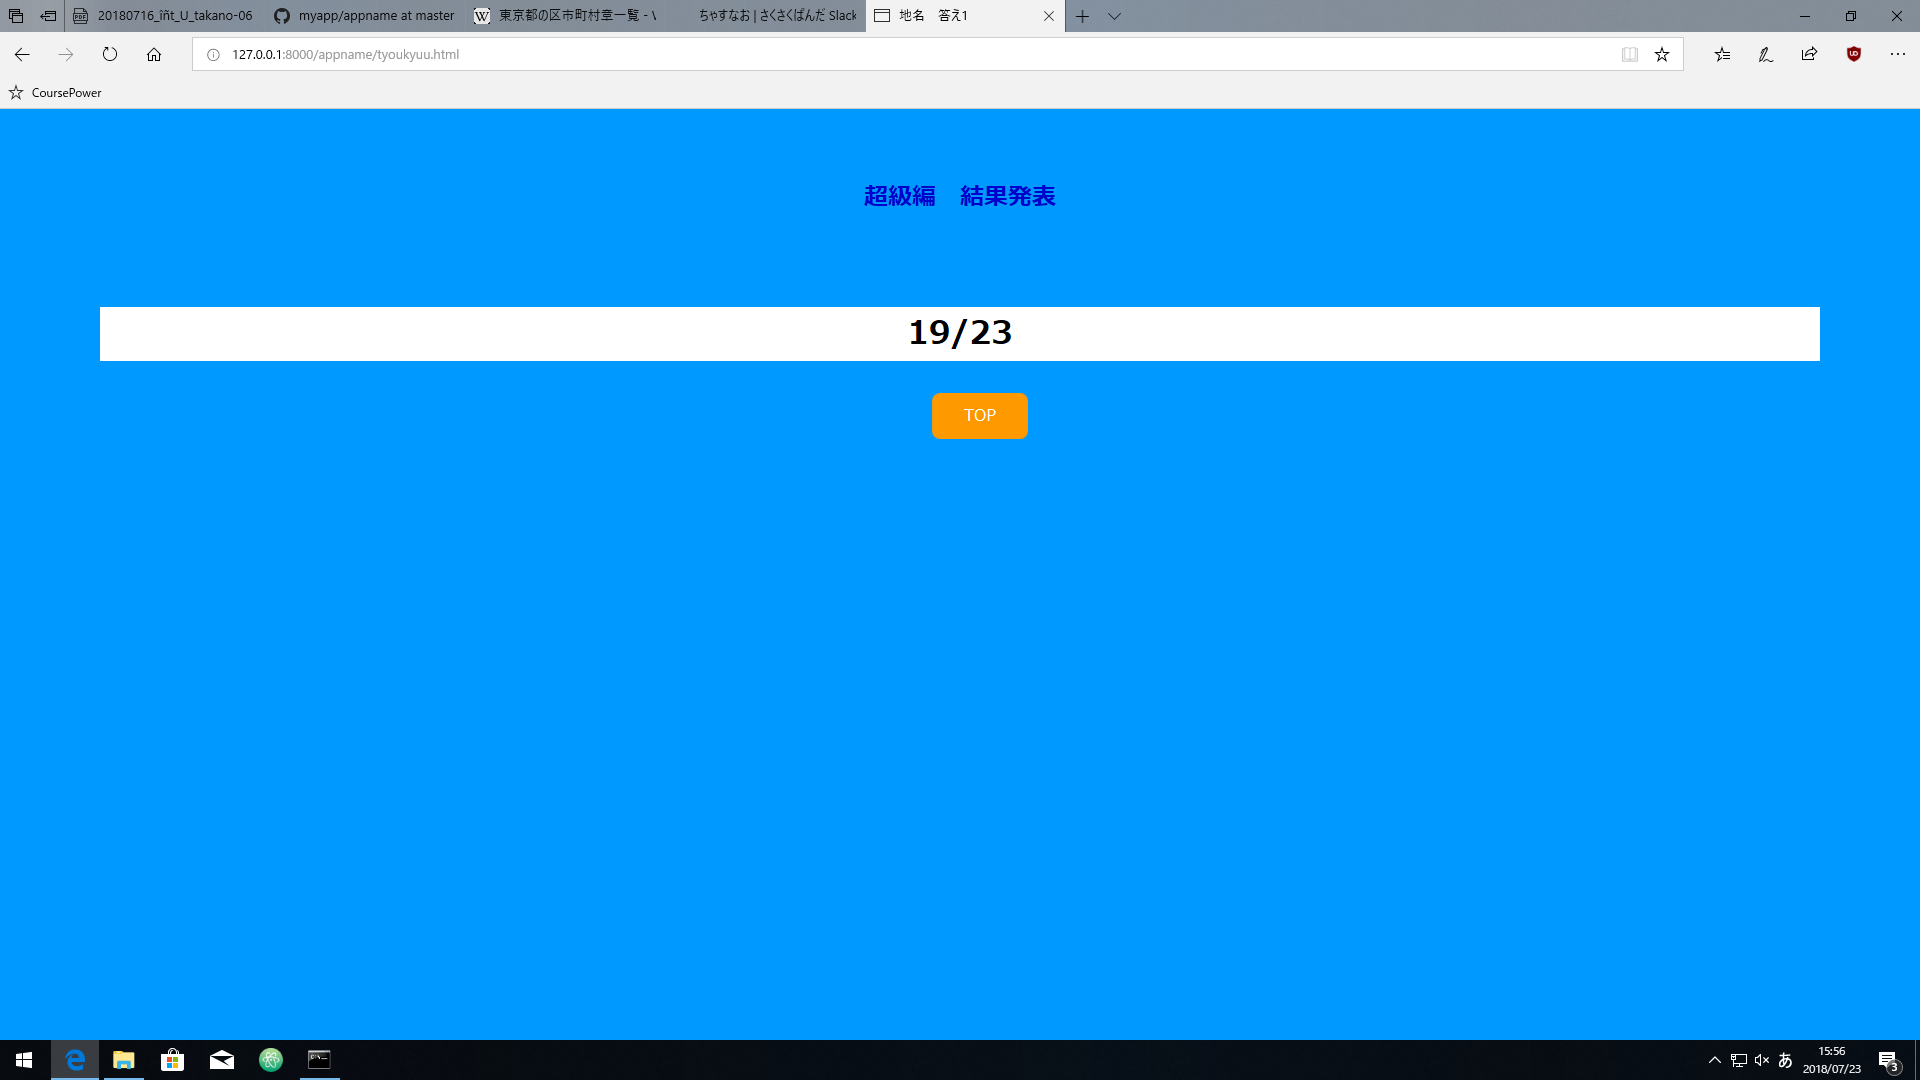 20180716_îñt_U_takano-06
myapp/appname at master
東京都の区市町村章一覧 -
ちゃすなお | さくさくぱんだ Slack
地名　答え1
127.0.0.1:8000/appname/tyoukyuu.html
CoursePower
超級編　結果発表
19/23
TOP
あ
15:56
2018/07/23
3